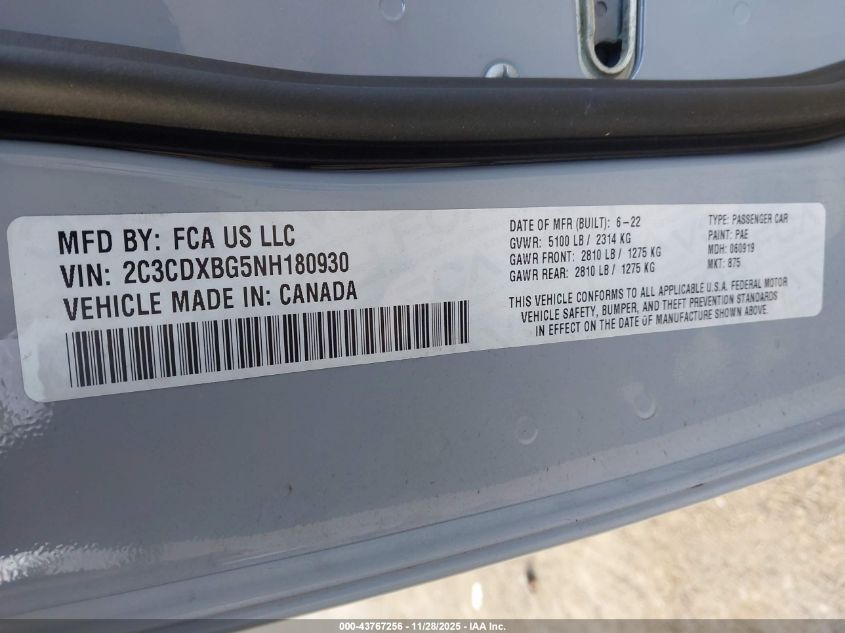 MFD BY: FCA US LLC
VIN: 2C3CDXBG5NH180930
VEHICLE MADE IN: CANADA
DATE OF MFR (BUILT): 6-22
GVWR: 5100 LB / 2314 KG
GAWR FRONT: 2810 LB / 1275 KG
GAWR REAR: 2810 LB / 1275 KG
TYPE: PASSENGER CAR
PAINT: PAE
MDH: 060919
MKT: 875
THIS VEHICLE CONFORMS TO ALL APPLICABLE U.S.A. FEDERAL MOTOR
VEHICLE SAFETY, BUMPER, AND THEFT PREVENTION STANDARDS
IN EFFECT ON THE DATE OF MANUFACTURE SHOWN ABOVE.
000-43767256 - 11/28/2025 - IAA Inc.